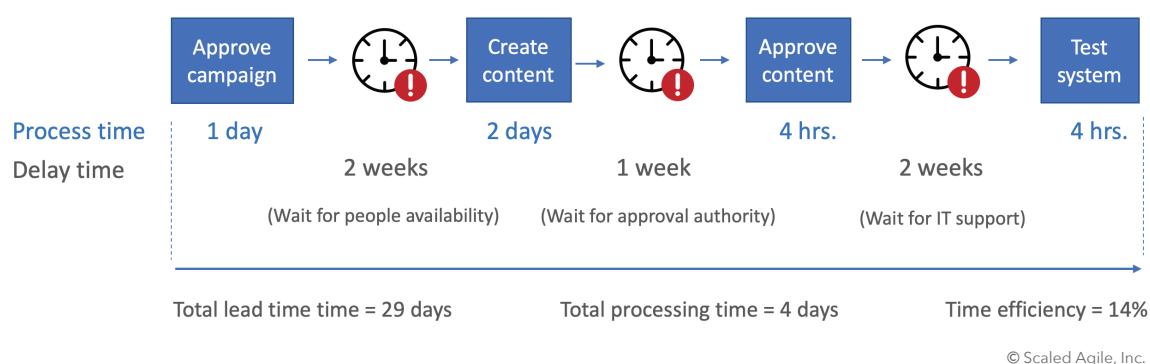 Approve
campaign
Create
content
Approve
content
Test
system
Process time 1 day 2 days 4 hrs. 4 hrs.
Delay time 2 weeks 1 week 2 weeks
(Wait for people availability) (Wait for approval authority) (Wait for IT support)
Total lead time time = 29 days Total processing time = 4 days Time efficiency = 14%
© Scaled Agile, Inc.